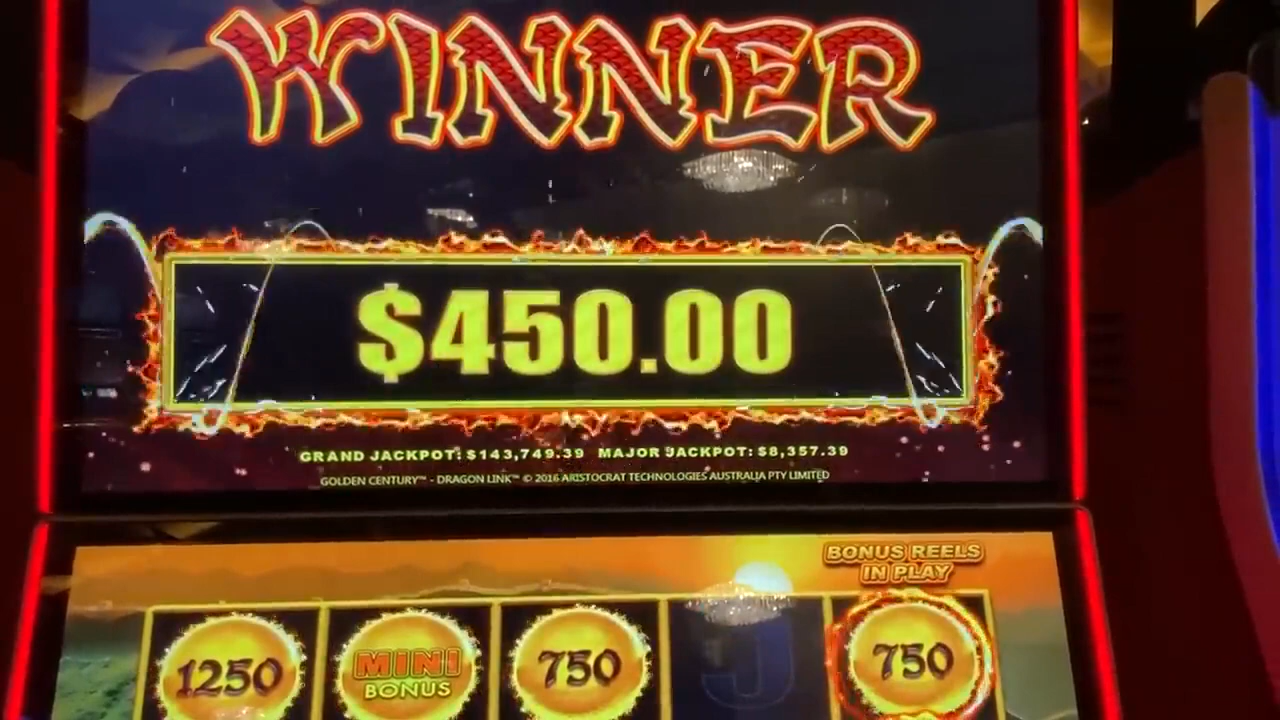 WINNER
$450.00
GRAND JACKPOT: $143,749.39 MAJOR JACKPOT: $8,357.39
GOLDEN CENTURY™ - DRAGON LINK™ © 2016 ARISTOCRAT TECHNOLOGIES AUSTRALIA PTY LIMITED
BONUS REELS
IN PLAY
1250
MINI
BONUS
750
J
750